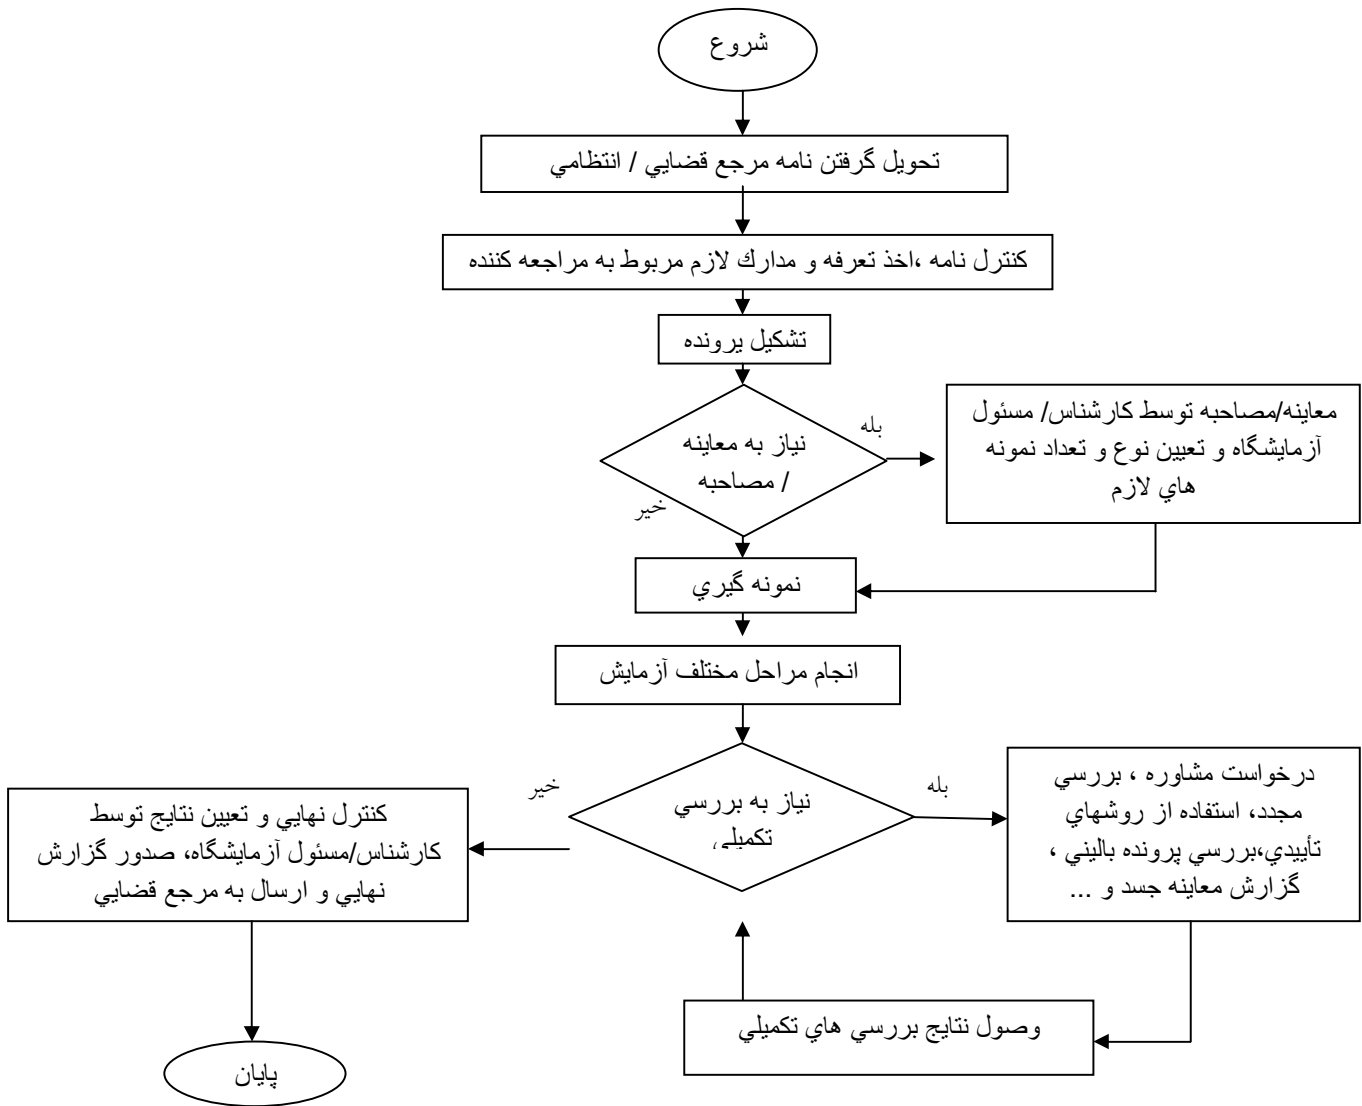 شروع
تحويل گرفتن نامه مرجع قضايي / انتظامي
كنترل نامه ،اخذ تعرفه و مدارك لازم مربوط به مراجعه كننده
تشكيل پرونده
نياز به معاينه
/ مصاحبه
بله
خير
معاينه/مصاحبه توسط كارشناس/ مسئول
آزمايشگاه و تعيين نوع و تعداد نمونه
هاي لازم
نمونه گيري
انجام مراحل مختلف آزمايش
نياز به بررسي
تكميلي
بله
خير
درخواست مشاوره ، بررسي
مجدد، استفاده از روشهاي
تأييدي،بررسي پرونده باليني ،
گزارش معاينه جسد و ...
وصول نتايج بررسي هاي تكميلي
كنترل نهايي و تعيين نتايج توسط
كارشناس/مسئول آزمايشگاه، صدور گزارش
نهايي و ارسال به مرجع قضايي
پايان